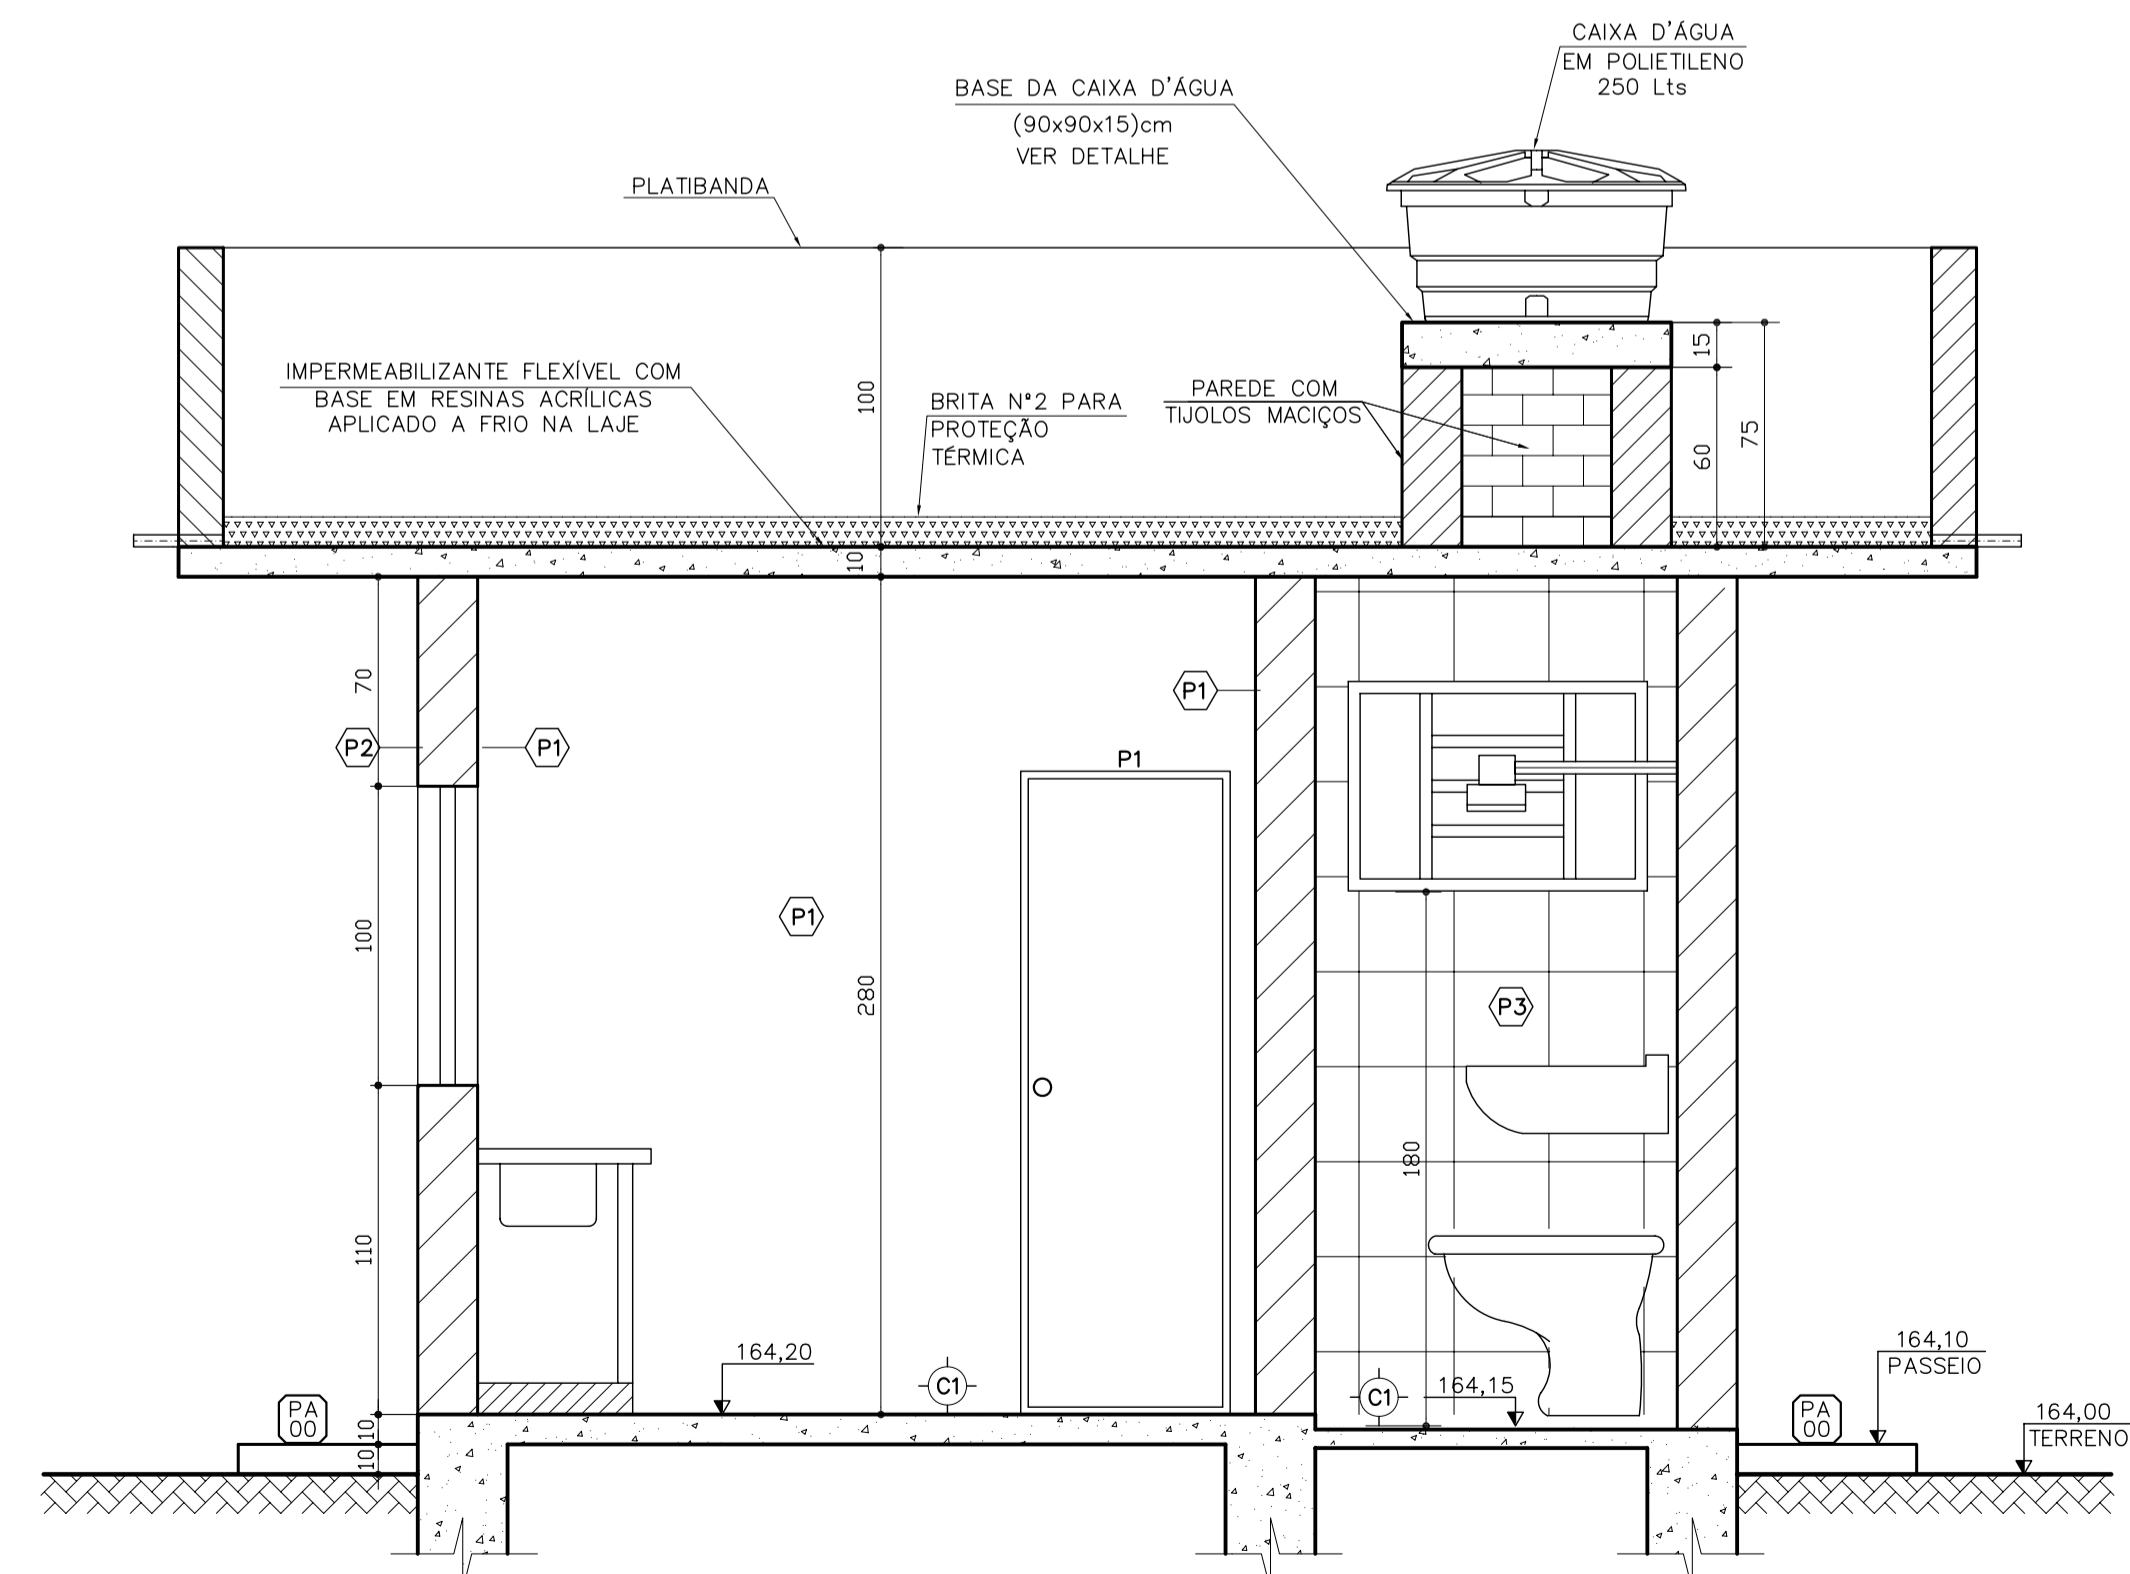 CAIXA D'ÁGUA
EM POLIETILENO
250 Lts
BASE DA CAIXA D'ÁGUA
(90x90x15)cm
VER DETALHE
PLATIBANDA
IMPERMEABILIZANTE FLEXÍVEL COM
BASE EM RESINAS ACRÍLICAS
APLICADO A FRIO NA LAJE
100
BRITA Nº2 PARA
PROTEÇÃO
TÉRMICA
PAREDE COM
TIJOLOS MACIÇOS
15
60
75
10
70
P2
P1
P1
P1
100
P1
280
P3
180
110
164,20
C1
C1
164,15
164,10
PASSEIO
PA
00
10
10
PA
00
164,00
TERRENO